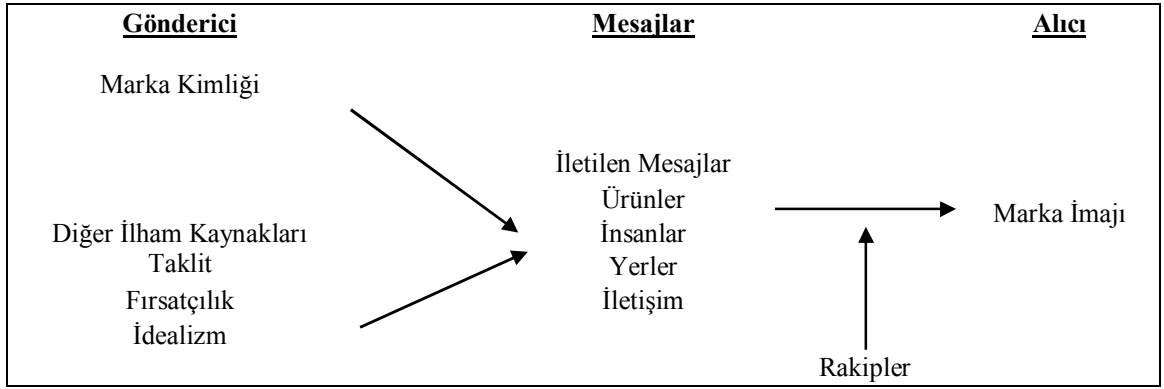 Gönderici
Mesajlar
Alıcı
Marka Kimliği
Diğer İlham Kaynakları
Taklit
Fırsatçılık
İdealizm
İletilen Mesajlar
Ürünler
İnsanlar
Yerler
İletişim
Marka İmajı
Rakipler